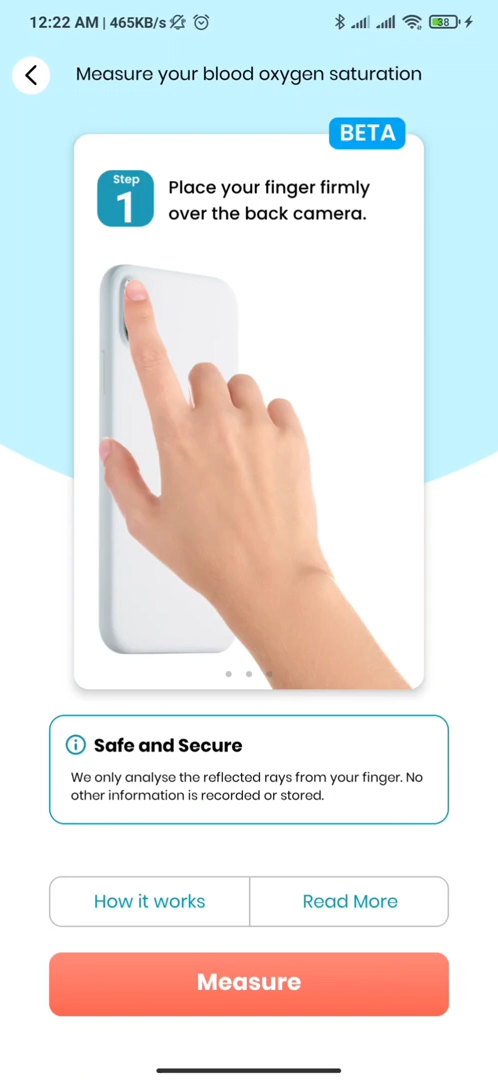 12:22 AM | 465KB/s
38
Measure your blood oxygen saturation
BETA
Step
1
Place your finger firmly
over the back camera.
Safe and Secure
We only analyse the reflected rays from your finger. No
other information is recorded or stored.
How it works
Read More
Measure